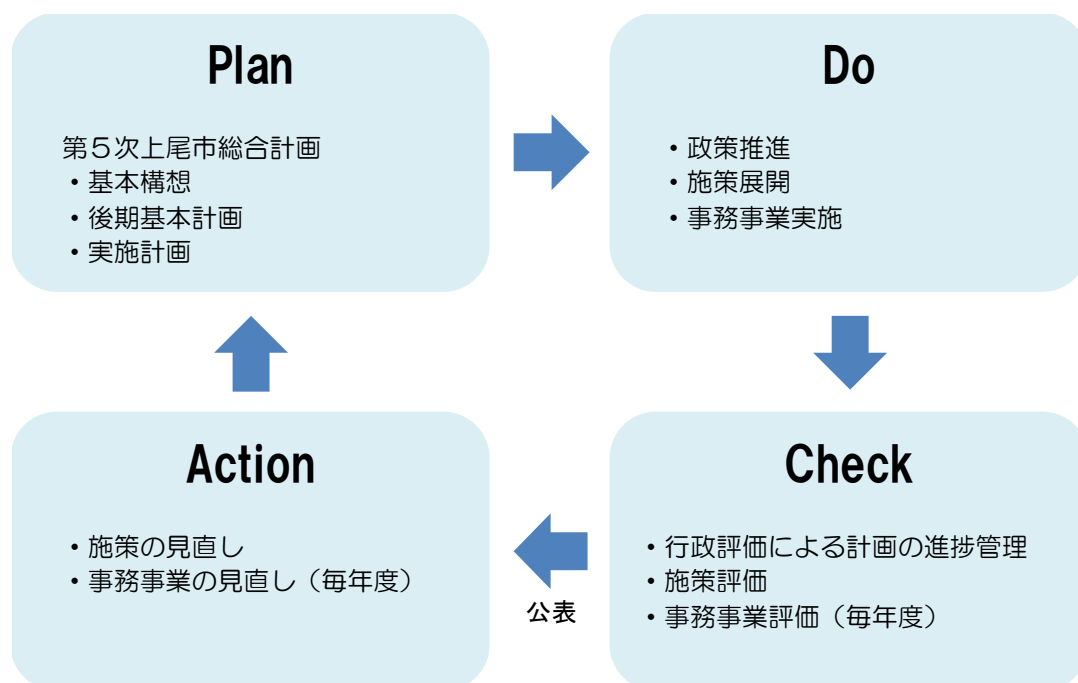 Plan
第５次上尾市総合計画
・基本構想
・後期基本計画
・実施計画
Do
・政策推進
・施策展開
・事務事業実施
Check
・行政評価による計画の進捗管理
・施策評価
・事務事業評価（毎年度）
公表
Action
・施策の見直し
・事務事業の見直し（毎年度）